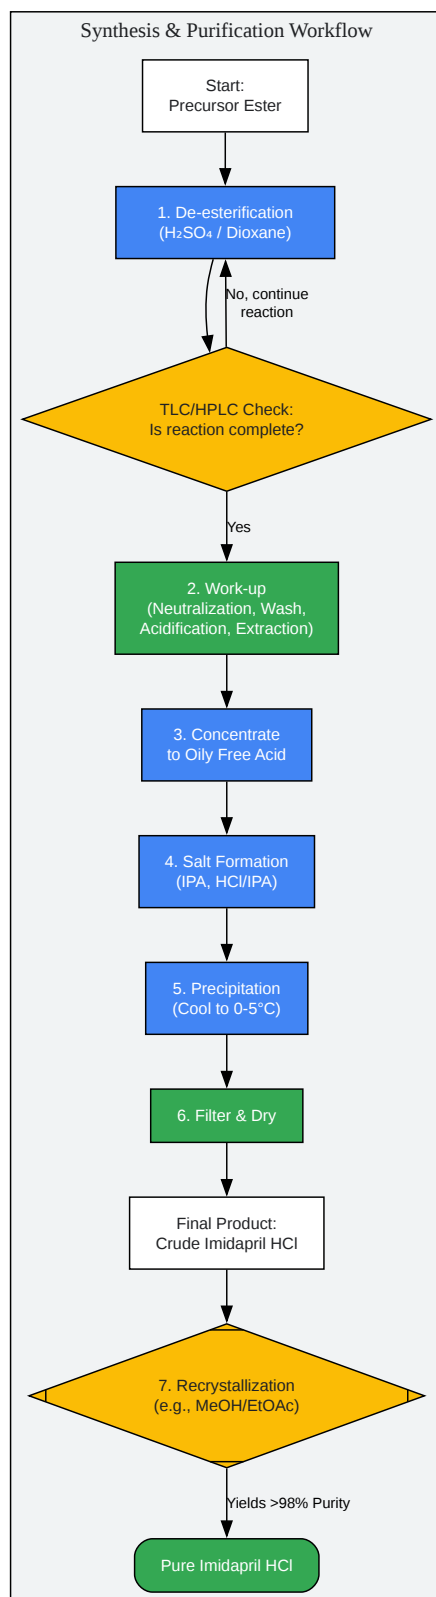 Synthesis & Purification Workflow
Start:
Precursor Ester
1. De-esterification
(H₂SO₄ / Dioxane)
No, continue
reaction
TLC/HPLC Check:
Is reaction complete?
Yes
2. Work-up
(Neutralization, Wash,
Acidification, Extraction)
3. Concentrate
to Oily Free Acid
4. Salt Formation
(IPA, HCl/IPA)
5. Precipitation
(Cool to 0-5°C)
6. Filter & Dry
Final Product:
Crude Imidapril HCl
7. Recrystallization
(e.g., MeOH/EtOAc)
Yields >98% Purity
Pure Imidapril HCl